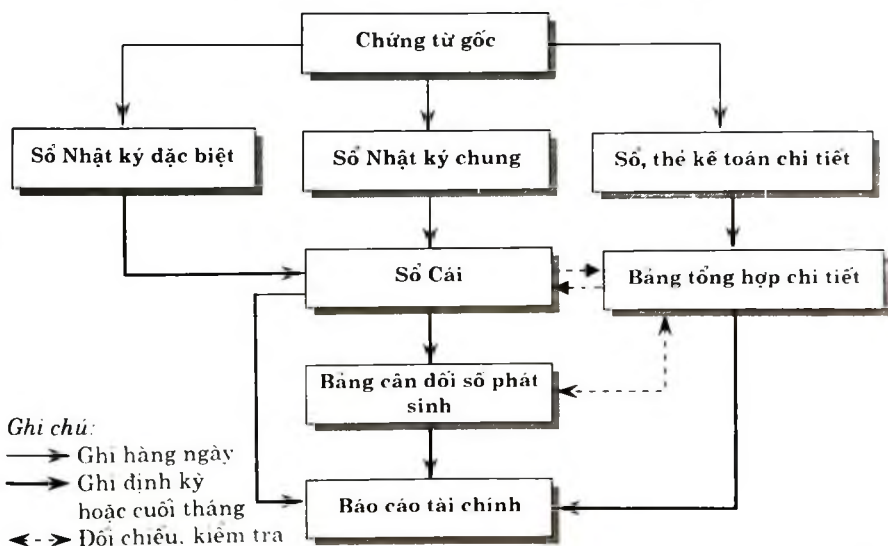 Chứng từ gốc
Sổ Nhật ký đặc biệt
Sổ Nhật ký chung
Sổ, thẻ kế toán chi tiết
Sổ Cái
Bảng tổng hợp chi tiết
Bảng cân đối số phát
sinh
Báo cáo tài chính
Ghi chú:
Ghi hàng ngày
Ghi định kỳ
hoặc cuối tháng
Đối chiếu, kiểm tra